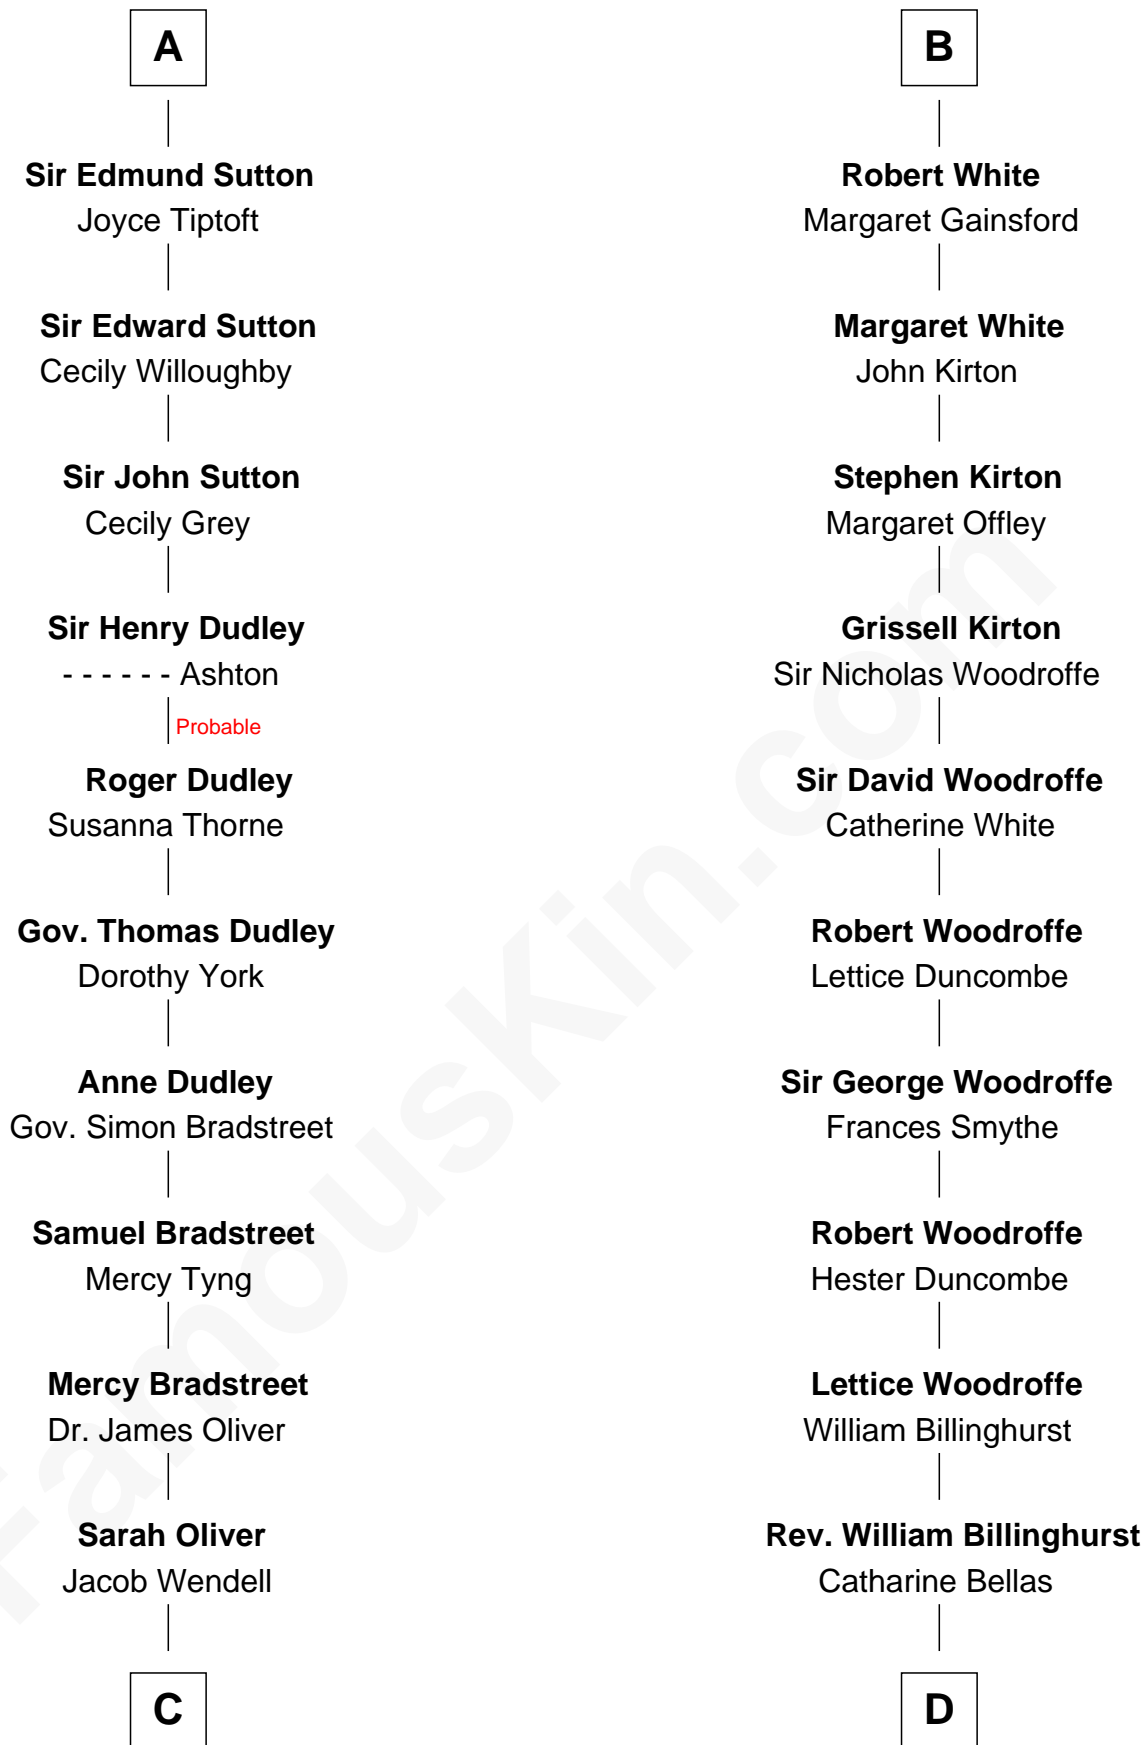 A
Sir Edmund Sutton
Joyce Tiptoft
Sir Edward Sutton
Cecily Willoughby
Sir John Sutton
Cecily Grey
Sir Henry Dudley
- - - - - - Ashton
Probable
Roger Dudley
Susanna Thorne
Gov. Thomas Dudley
Dorothy York
Anne Dudley
Gov. Simon Bradstreet
Samuel Bradstreet
Mercy Tyng
Mercy Bradstreet
Dr. James Oliver
Sarah Oliver
Jacob Wendell
C
B
Robert White
Margaret Gainsford
Margaret White
John Kirton
Stephen Kirton
Margaret Offley
Grissell Kirton
Sir Nicholas Woodroffe
Sir David Woodroffe
Catherine White
Robert Woodroffe
Lettice Duncombe
Sir George Woodroffe
Frances Smythe
Robert Woodroffe
Hester Duncombe
Lettice Woodroffe
William Billinghurst
Rev. William Billinghurst
Catharine Bellas
D
FamousKin.com